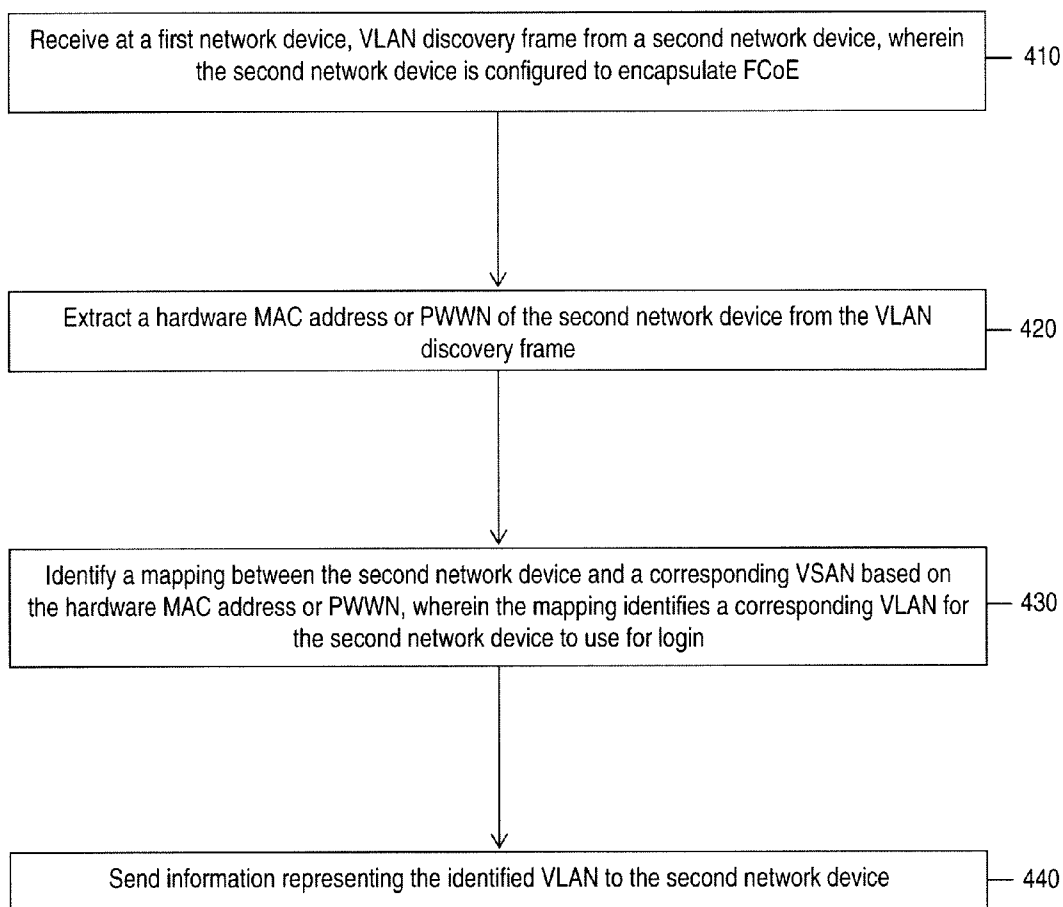 Receive at a first network device, VLAN discovery frame from a second network device, wherein
the second network device is configured to encapsulate FCoE
410
Extract a hardware MAC address or PWWN of the second network device from the VLAN
discovery frame
420
Identify a mapping between the second network device and a corresponding VSAN based on
the hardware MAC address or PWWN, wherein the mapping identifies a corresponding VLAN for
the second network device to use for login
430
Send information representing the identified VLAN to the second network device
440